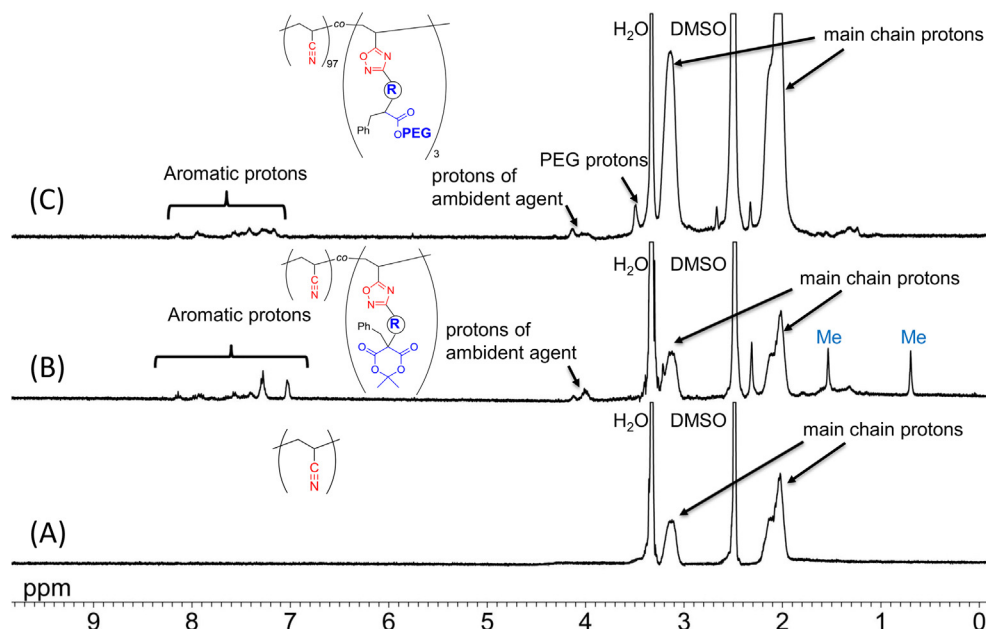 co
C
N
97
O
N
N
R
Ph
O
OPEG
3
H2O DMSO
main chain protons
PEG protons
protons of
ambident agent
Aromatic protons
(C)
co
C
N
O
N
N
R
Ph
O
O
O
O
H2O DMSO
main chain protons
Aromatic protons
protons of
ambident agent
Me
Me
(B)
C
N
H2O DMSO
main chain protons
(A)
ppm
9 8 7 6 5 4 3 2 1 0